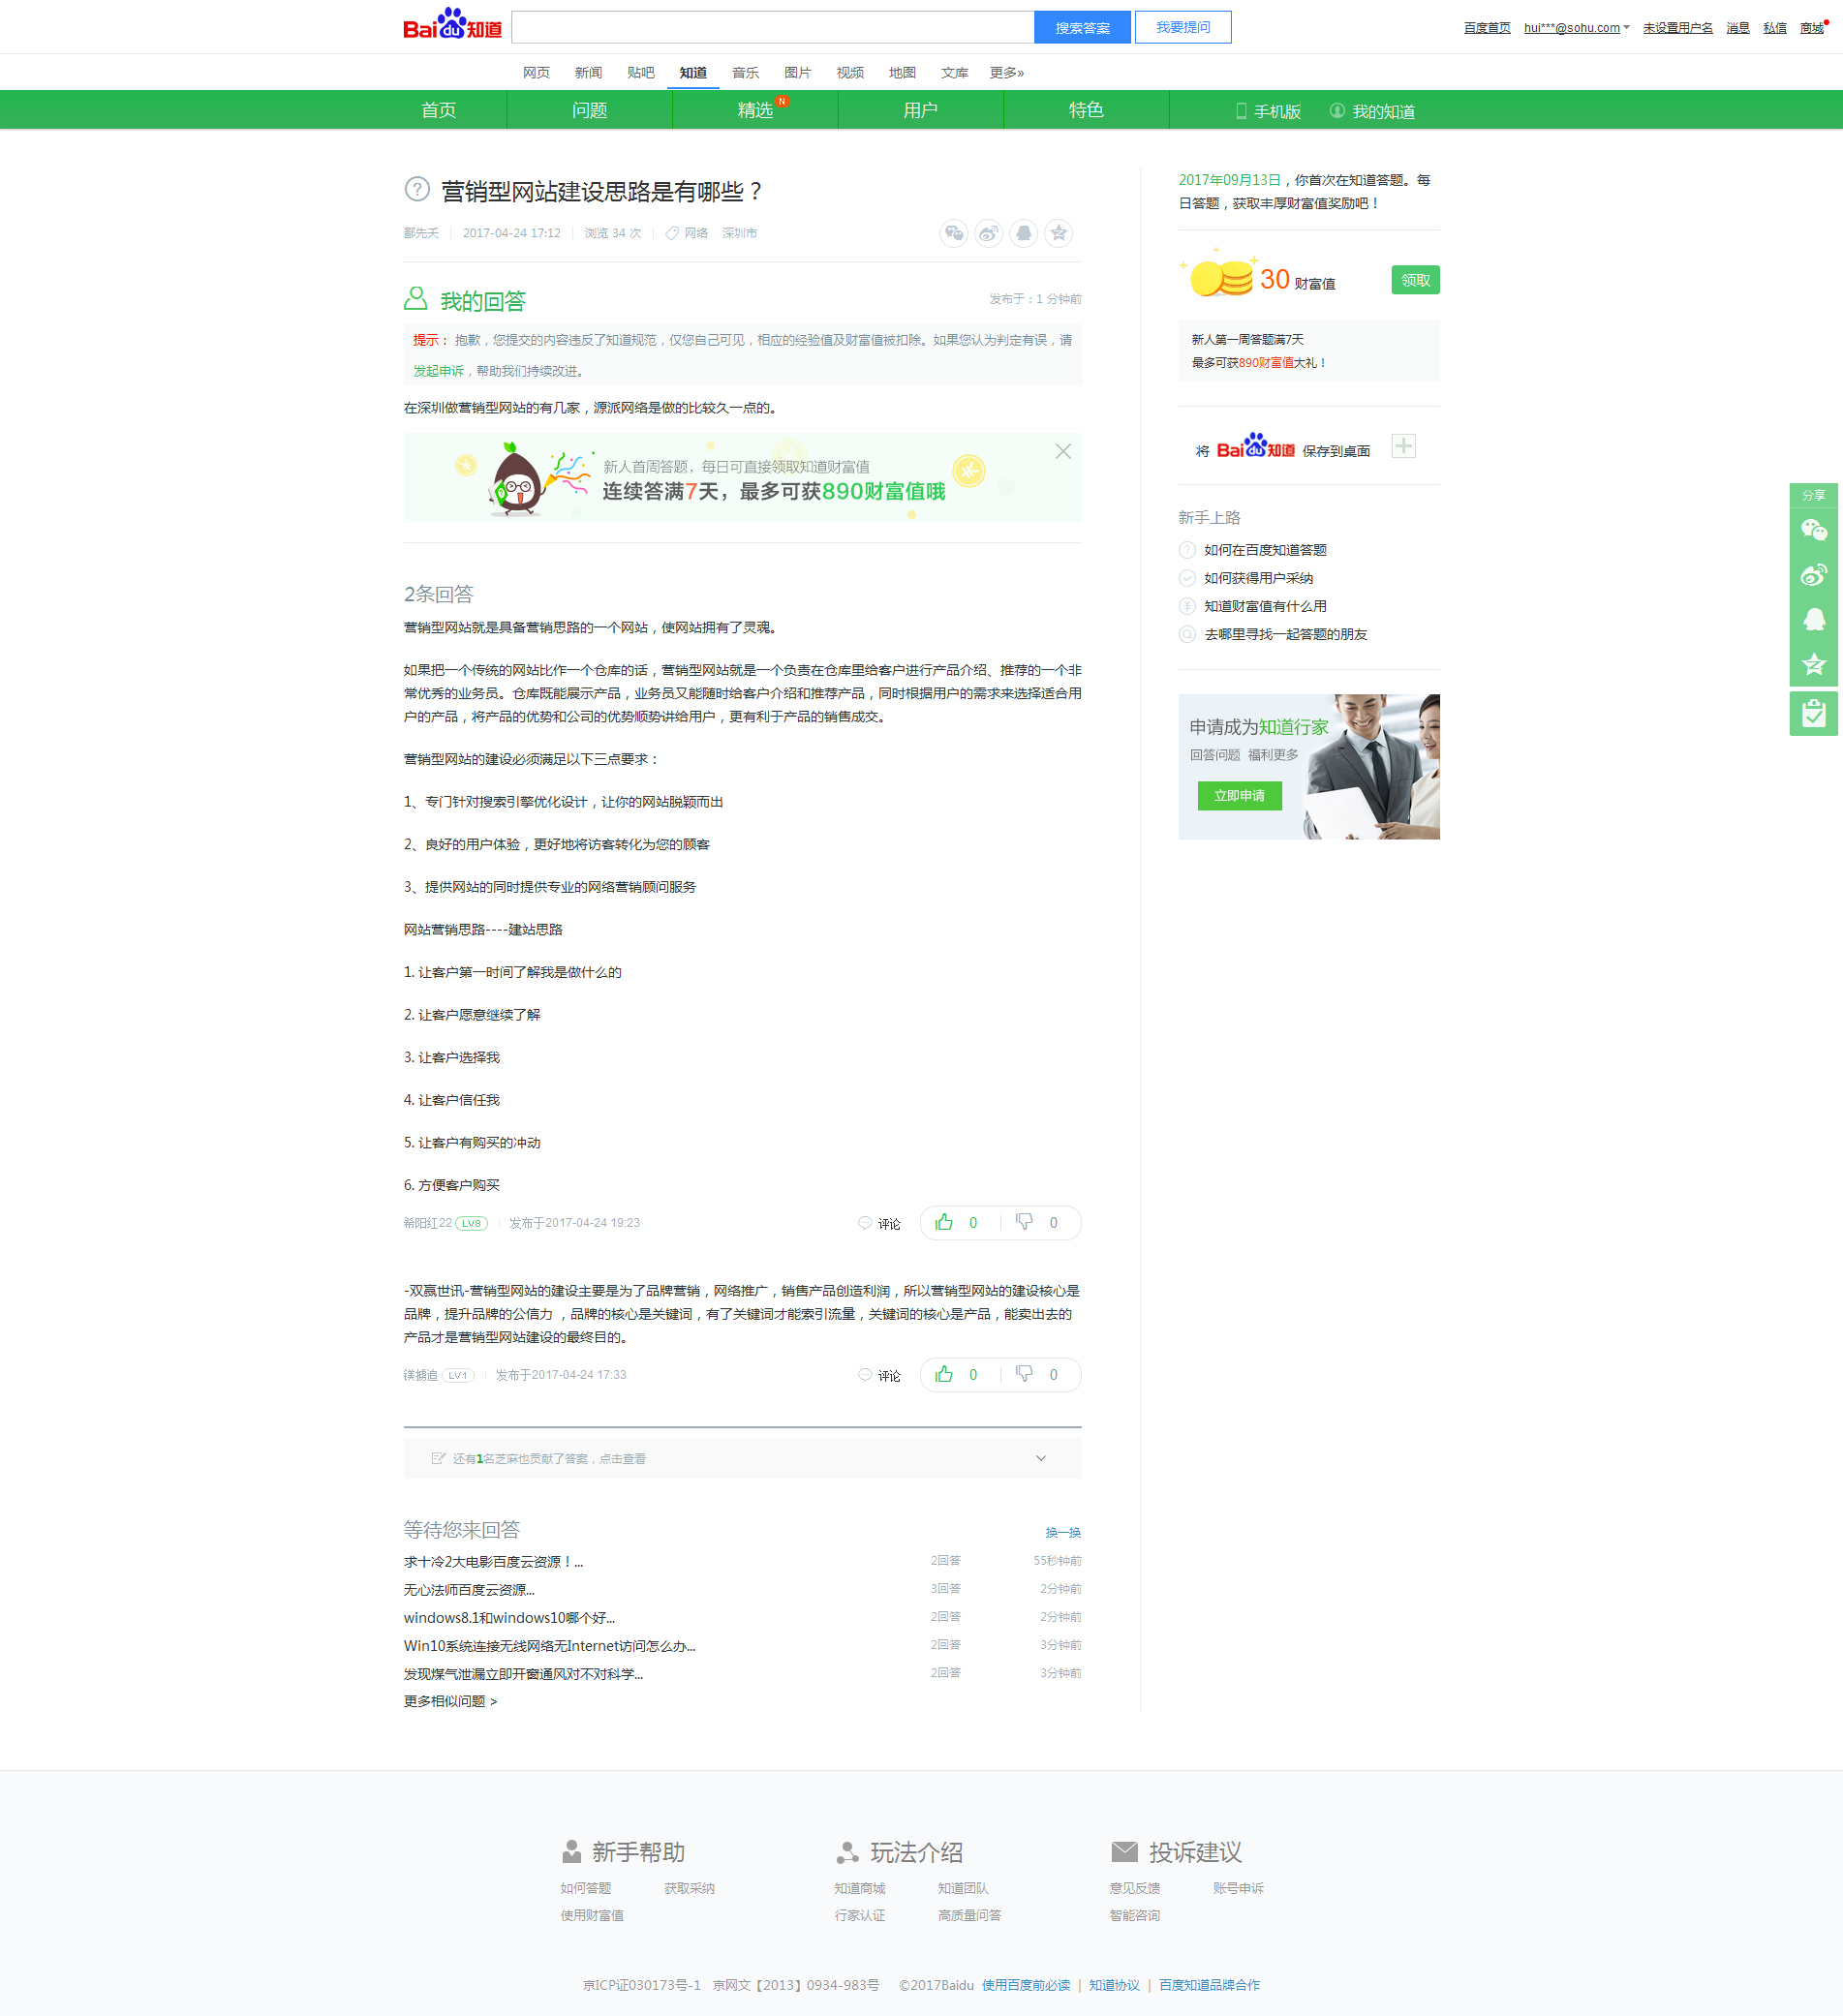 Bai du 知道
搜索答案
我要提问
百度首页 hui***@sohu.com 未设置用户名 消息 私信 商城
网页 新闻 贴吧 知道 音乐 图片 视频 地图 文库 更多»
首页 问题 精选 N 用户 特色 手机版 我的知道
营销型网站建设思路是有哪些？
2017-04-24 17:12 浏览 34 次 网络 深圳市
我的回答
发布于：1 分钟前
提示： 抱歉，您提交的内容违反了知道规范，仅您自己可见，相应的经验值及财富值被扣除。如果您认为判定有误，请
发起申诉，帮助我们持续改进。
在深圳做营销型网站的有几家，源派网络是做的比较久一点的。
新人首周答题，每日可直接领取知道财富值
连续答满7天，最多可获890财富值哦
2条回答
营销型网站就是具备营销思路的一个网站，使网站拥有了灵魂。
如果把一个传统的网站比作一个仓库的话，营销型网站就是一个负责在仓库里给客户进行产品介绍、推荐的一个非
常优秀的业务员。仓库既能展示产品，业务员又能随时给客户介绍和推荐产品，同时根据用户的需求来选择适合用
户的产品，将产品的优势和公司的优势顺势讲给用户，更有利于产品的销售成交。
营销型网站的建设必须满足以下三点要求：
1、专门针对搜索引擎优化设计，让你的网站脱颖而出
2、良好的用户体验，更好地将访客转化为您的顾客
3、提供网站的同时提供专业的网络营销顾问服务
网站营销思路----建站思路
1. 让客户第一时间了解我是做什么的
2. 让客户愿意继续了解
3. 让客户选择我
4. 让客户信任我
5. 让客户有购买的冲动
6. 方便客户购买
希阳红22 LV8 发布于2017-04-24 19:23 评论 0 0
-双赢世讯-营销型网站的建设主要是为了品牌营销，网络推广，销售产品创造利润，所以营销型网站的建设核心是
品牌，提升品牌的公信力 ，品牌的核心是关键词，有了关键词才能索引流量，关键词的核心是产品，能卖出去的
产品才是营销型网站建设的最终目的。
LV1 发布于2017-04-24 17:33 评论 0 0
还有1名芝麻也贡献了答案，点击查看
等待您来回答 换一换
求十冷2大电影百度云资源！... 2回答 55秒钟前
无心法师百度云资源... 3回答 2分钟前
windows8.1和windows10哪个好... 2回答 2分钟前
Win10系统连接无线网络无Internet访问怎么办... 2回答 3分钟前
发现煤气泄漏立即开窗通风对不对科学... 2回答 3分钟前
更多相似问题 >
2017年09月13日，你首次在知道答题。每
日答题，获取丰厚财富值奖励吧！
30 财富值 领取
新人第一周答题满7天
最多可获890财富值大礼！
将 Bai du 知道 保存到桌面
新手上路
如何在百度知道答题
如何获得用户采纳
知道财富值有什么用
去哪里寻找一起答题的朋友
申请成为知道行家
回答问题 福利更多
立即申请
分享
新手帮助 玩法介绍 投诉建议
如何答题 获取采纳 知道商城 知道团队 意见反馈 账号申诉
使用财富值 行家认证 高质量问答 智能咨询
京ICP证030173号-1 京网文【2013】0934-983号 ©2017Baidu 使用百度前必读 | 知道协议 | 百度知道品牌合作